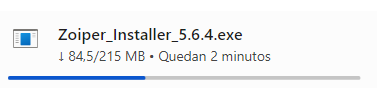 Zoiper_Installer_5.6.4.exe
↓ 84,5/215 MB • Quedan 2 minutos